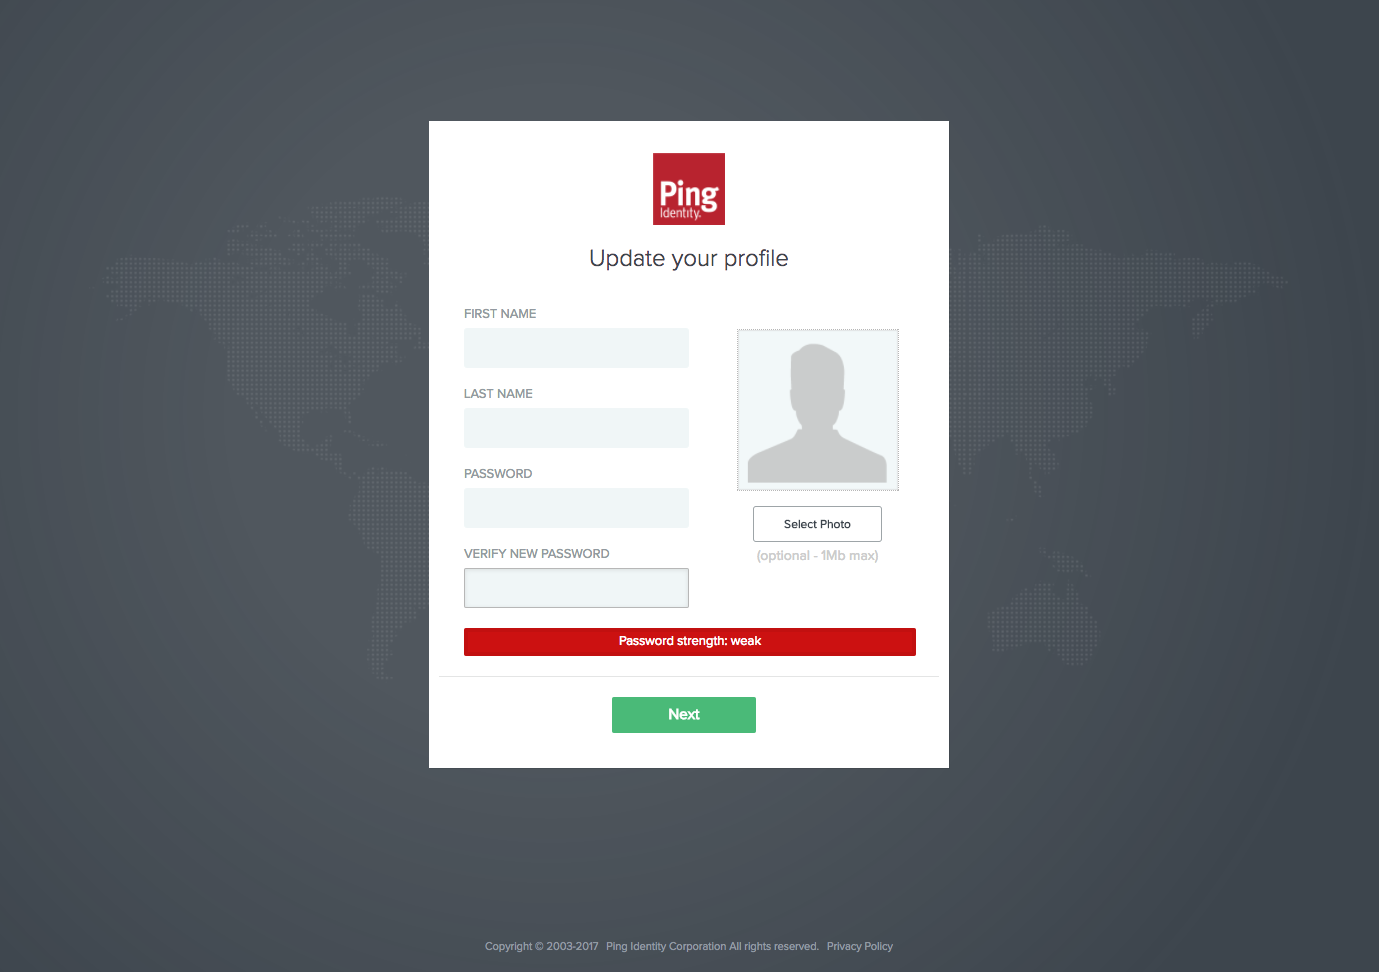 Ping
Identity.
Update your profile
FIRST NAME
LAST NAME
PASSWORD
VERIFY NEW PASSWORD
Select Photo
(optional - 1Mb max)
Password strength: weak
Next
Copyright © 2003-2017 Ping Identity Corporation All rights reserved. Privacy Policy